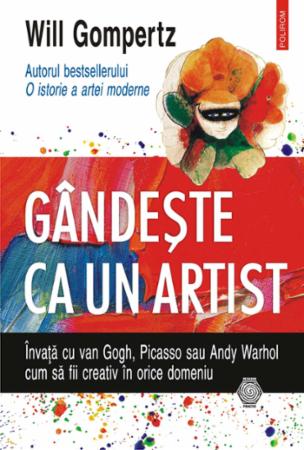 Will Gompertz
POLIROM
Autorul bestsellerului
O istorie a artei moderne
GÂNDEȘTE
CA UN ARTIST
Învață cu van Gogh, Picasso sau Andy Warhol
cum să fii creativ în orice domeniu